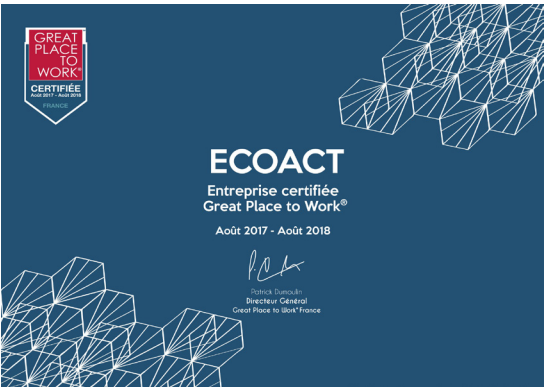 GREAT
PLACE
TO
WORK®
CERTIFIÉE
Août 2017 - Août 2018
FRANCE
ECOACT
Entreprise certifiée
Great Place to Work®
Août 2017 - Août 2018
Patrick Dumoulin
Directeur Général
Great Place to Work® France